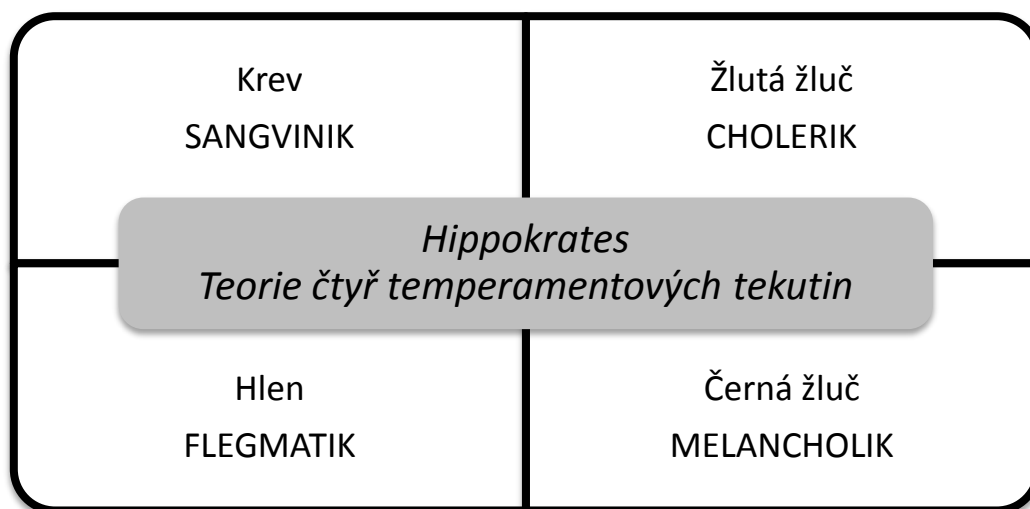 Krev
SANGVINIK
Žlutá žluč
CHOLERIK
Hippokrates
Teorie čtyř temperamentových tekutin
Hlen
FLEGMATIK
Černá žluč
MELANCHOLIK